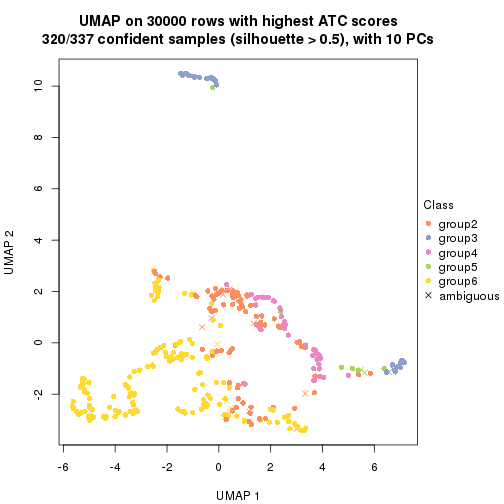 UMAP on 30000 rows with highest ATC scores
320/337 confident samples (silhouette > 0.5), with 10 PCs
10
8
6
4
2
0
-2
UMAP 2
-6
-4
-2
0
2
4
6
UMAP 1
Class
group2
group3
group4
group5
group6
ambiguous